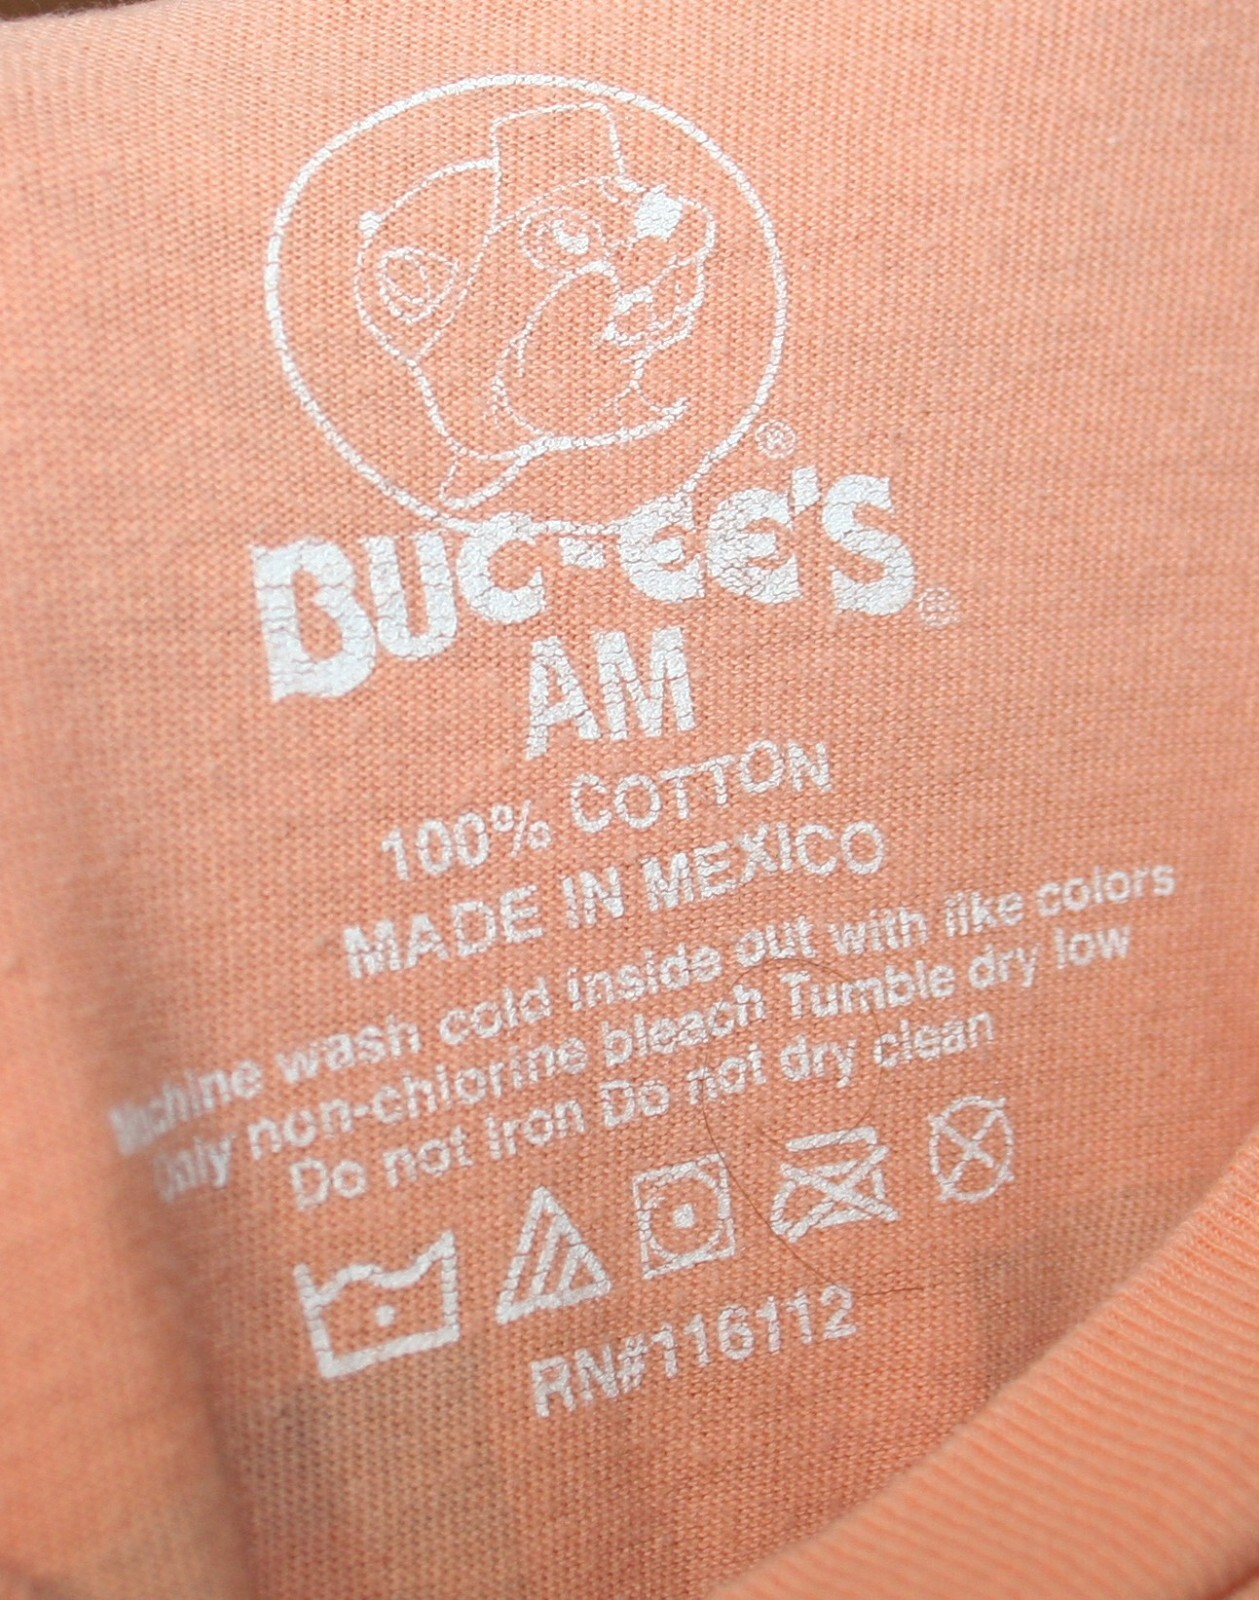 ®
BUC-EE'S®
AM
100% COTTON
MADE IN MEXICO
Machine wash cold inside out with like colors
Only non-chlorine bleach Tumble dry low
Do not iron Do not dry clean
RN#116112